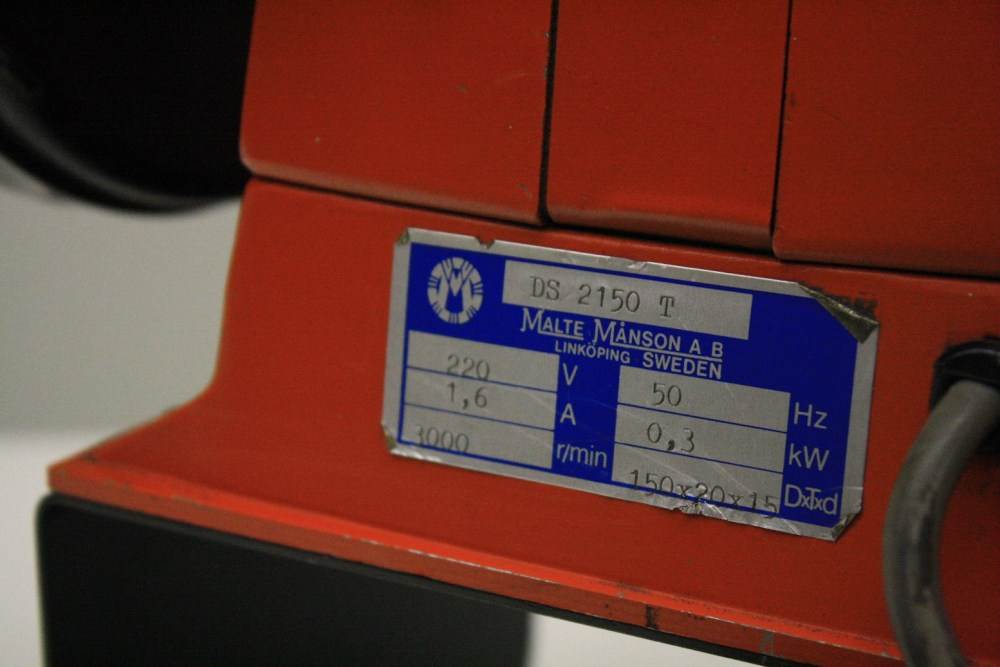 DS 2150 T
MALTE MÅNSON A B
LINKÖPING SWEDEN
220 V
1,6 A
3000 r/min
50 Hz
0,3 kW
150x20x15 DxTxd